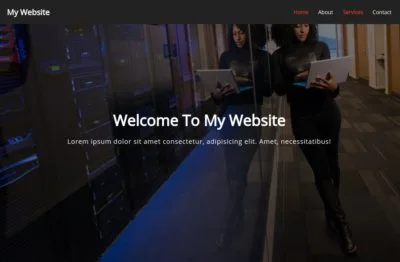 My Website
Home About Services Contact
Welcome To My Website
Lorem ipsum dolor sit amet consectetur, adipisicing elit. Amet, necessitatibus!